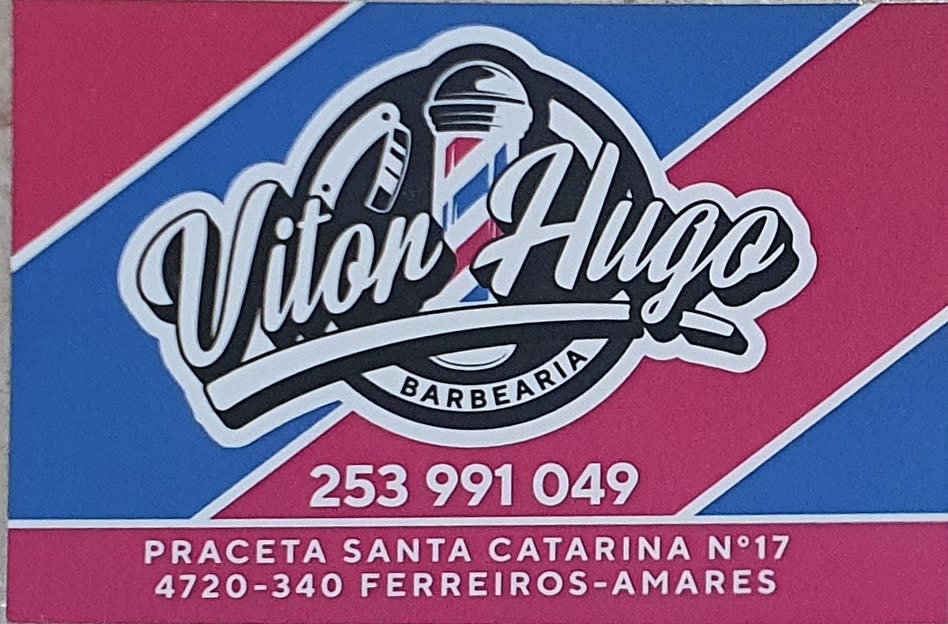 Vitor Hugo
BARBEARIA
253 991 049
PRACETA SANTA CATARINA Nº17
4720-340 FERREIROS-AMARES